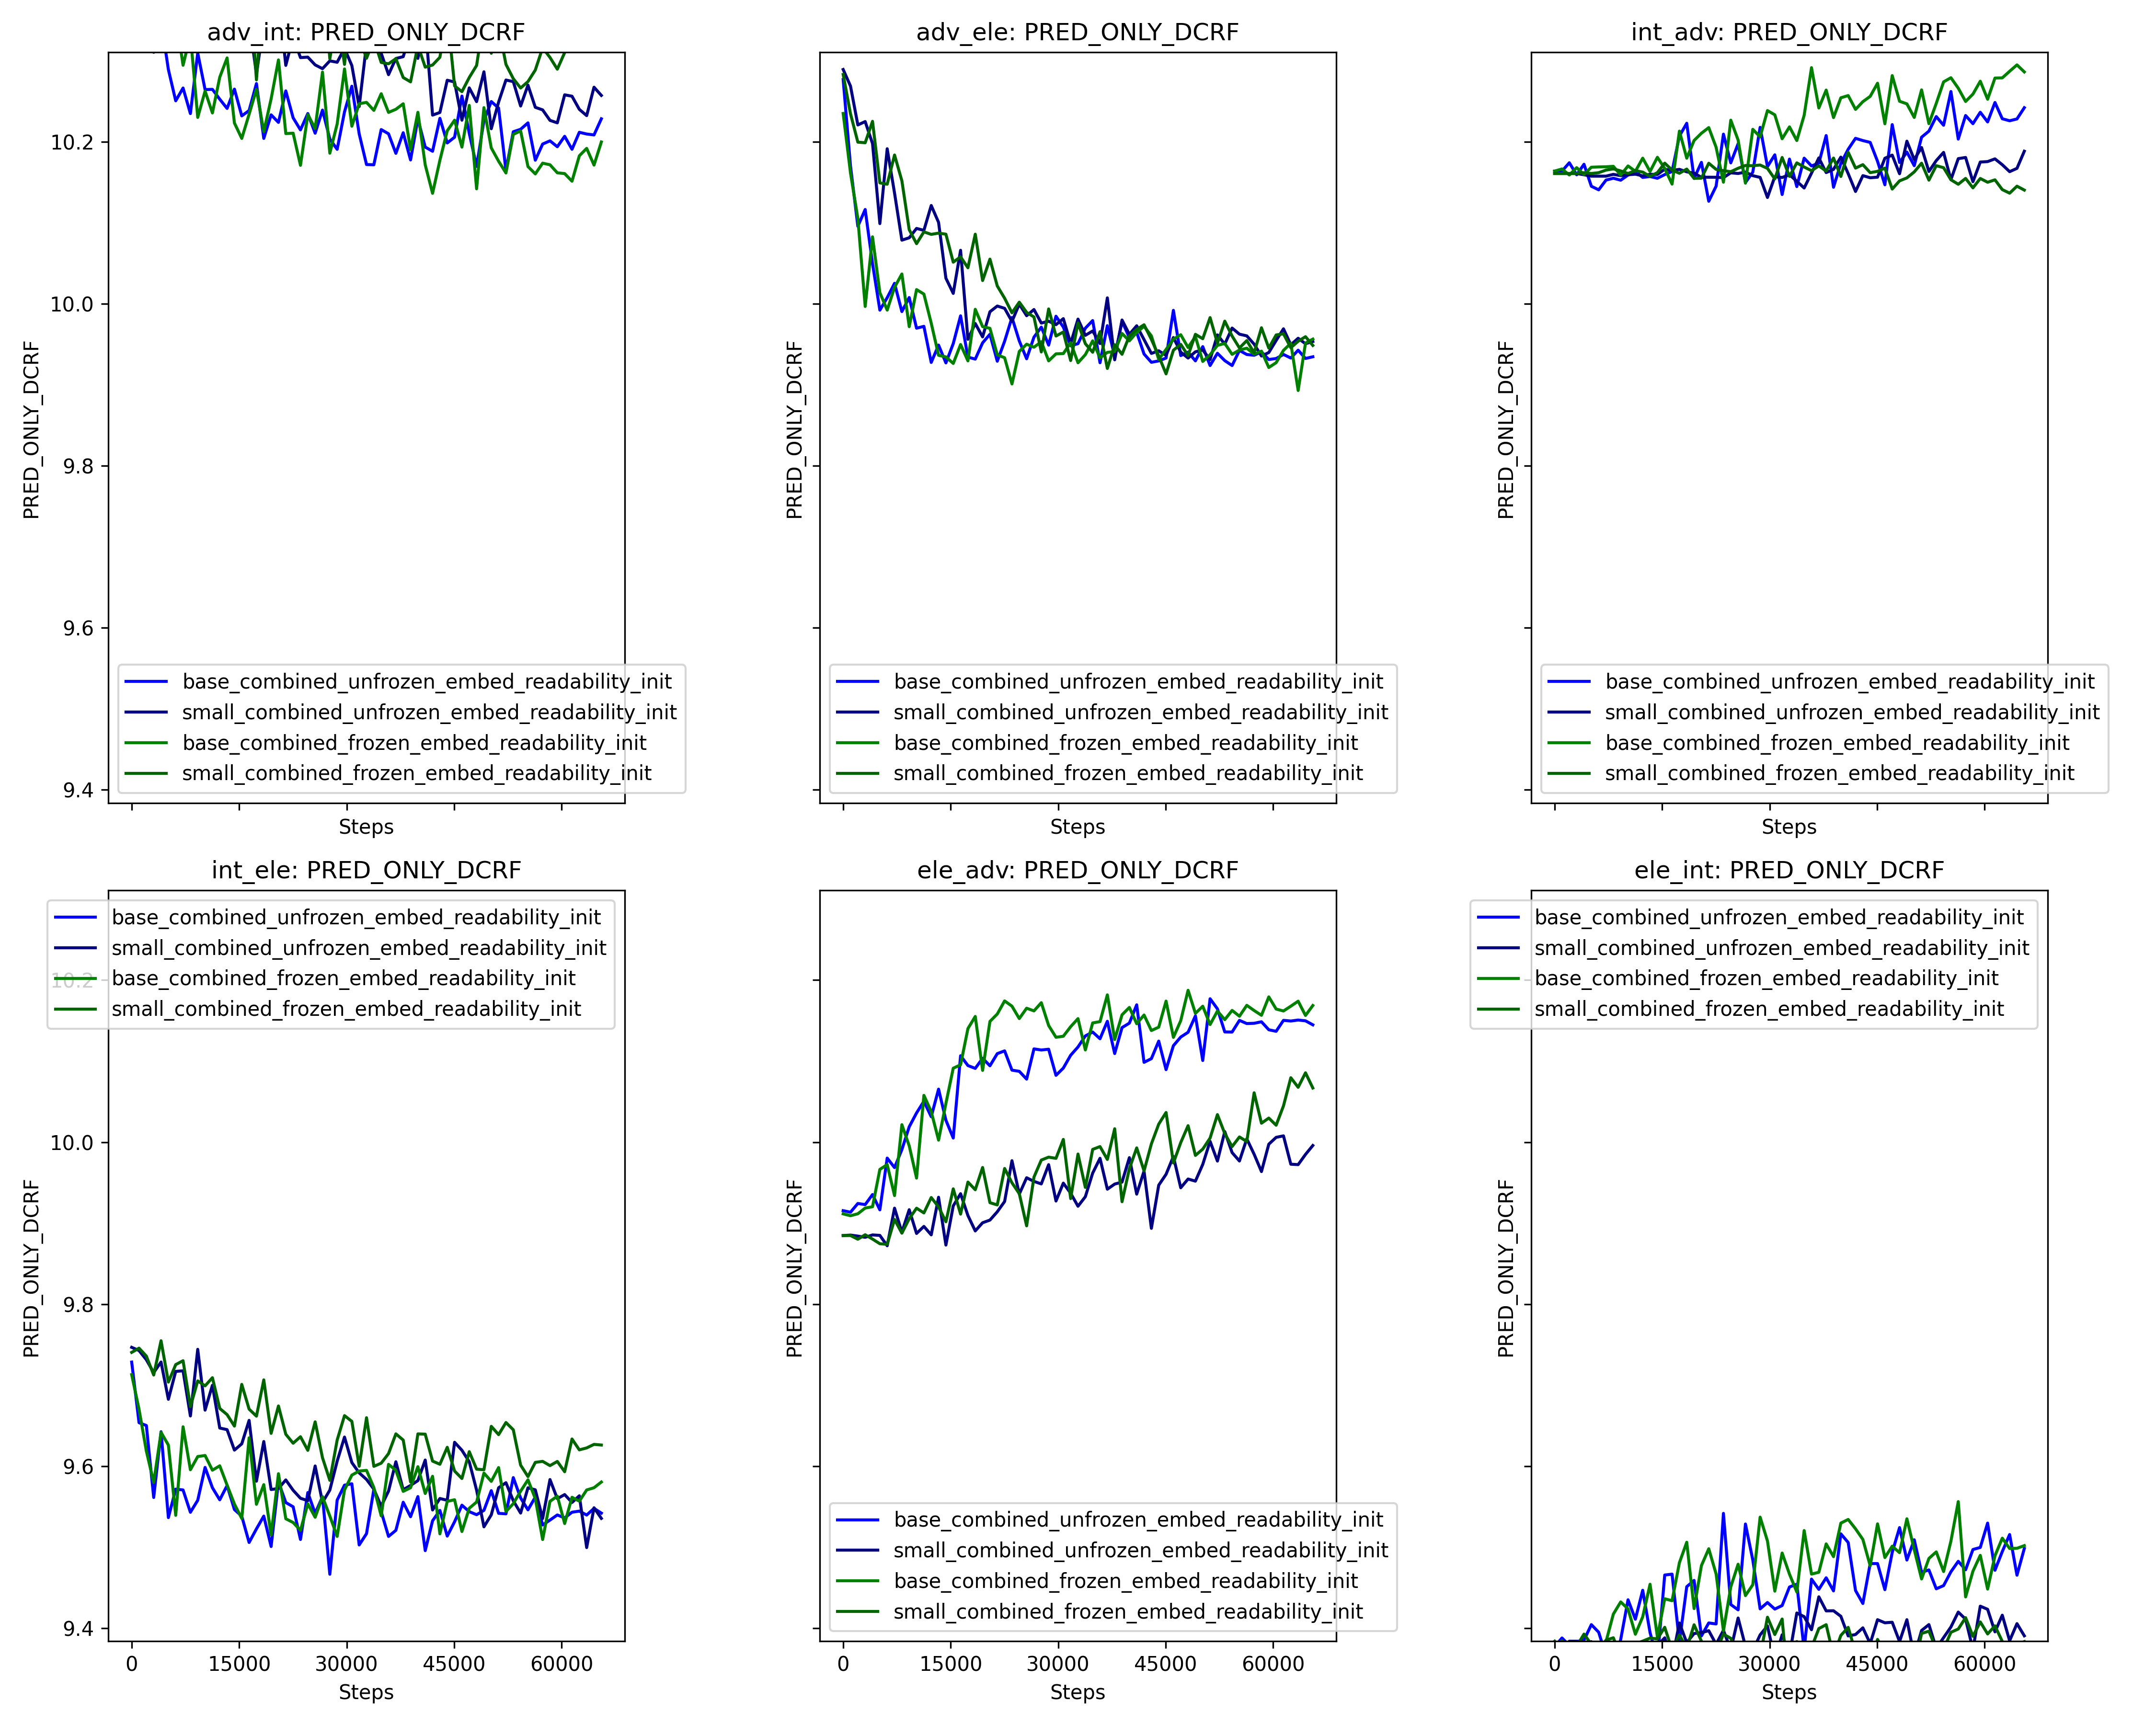 adv_int: PRED_ONLY_DCRF
PRED_ONLY_DCRF
10.2
10.0
9.8
9.6
9.4
base_combined_unfrozen_embed_readability_init
small_combined_unfrozen_embed_readability_init
base_combined_frozen_embed_readability_init
small_combined_frozen_embed_readability_init
Steps
adv_ele: PRED_ONLY_DCRF
PRED_ONLY_DCRF
base_combined_unfrozen_embed_readability_init
small_combined_unfrozen_embed_readability_init
base_combined_frozen_embed_readability_init
small_combined_frozen_embed_readability_init
Steps
int_adv: PRED_ONLY_DCRF
PRED_ONLY_DCRF
base_combined_unfrozen_embed_readability_init
small_combined_unfrozen_embed_readability_init
base_combined_frozen_embed_readability_init
small_combined_frozen_embed_readability_init
Steps
int_ele: PRED_ONLY_DCRF
PRED_ONLY_DCRF
base_combined_unfrozen_embed_readability_init
small_combined_unfrozen_embed_readability_init
base_combined_frozen_embed_readability_init
small_combined_frozen_embed_readability_init
10.2
10.0
9.8
9.6
9.4
0 15000 30000 45000 60000
Steps
ele_adv: PRED_ONLY_DCRF
PRED_ONLY_DCRF
base_combined_unfrozen_embed_readability_init
small_combined_unfrozen_embed_readability_init
base_combined_frozen_embed_readability_init
small_combined_frozen_embed_readability_init
0 15000 30000 45000 60000
Steps
ele_int: PRED_ONLY_DCRF
PRED_ONLY_DCRF
base_combined_unfrozen_embed_readability_init
small_combined_unfrozen_embed_readability_init
base_combined_frozen_embed_readability_init
small_combined_frozen_embed_readability_init
0 15000 30000 45000 60000
Steps